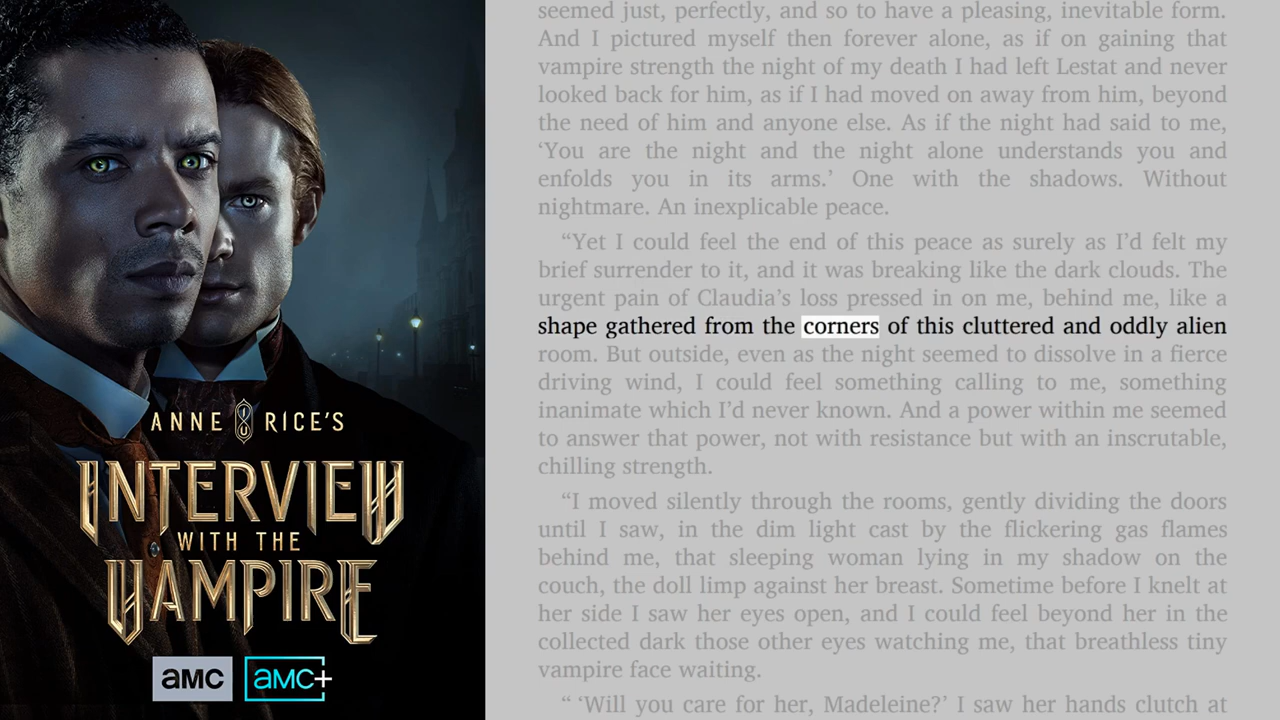 ANNE RICE'S
INTERVIEW
WITH THE
VAMPIRE
amc
amc+
seemed just, perfectly, and so to have a pleasing, inevitable form.
And I pictured myself then forever alone, as if on gaining that
vampire strength the night of my death I had left Lestat and never
looked back for him, as if I had moved on away from him, beyond
the need of him and anyone else. As if the night had said to me,
‘You are the night and the night alone understands you and
enfolds you in its arms.’ One with the shadows. Without
nightmare. An inexplicable peace.
“Yet I could feel the end of this peace as surely as I’d felt my
brief surrender to it, and it was breaking like the dark clouds. The
urgent pain of Claudia’s loss pressed in on me, behind me, like a
shape gathered from the corners of this cluttered and oddly alien
room. But outside, even as the night seemed to dissolve in a fierce
driving wind, I could feel something calling to me, something
inanimate which I’d never known. And a power within me seemed
to answer that power, not with resistance but with an inscrutable,
chilling strength.
“I moved silently through the rooms, gently dividing the doors
until I saw, in the dim light cast by the flickering gas flames
behind me, that sleeping woman lying in my shadow on the
couch, the doll limp against her breast. Sometime before I knelt at
her side I saw her eyes open, and I could feel beyond her in the
collected dark those other eyes watching me, that breathless tiny
vampire face waiting.
“ ‘Will you care for her, Madeleine?’ I saw her hands clutch at